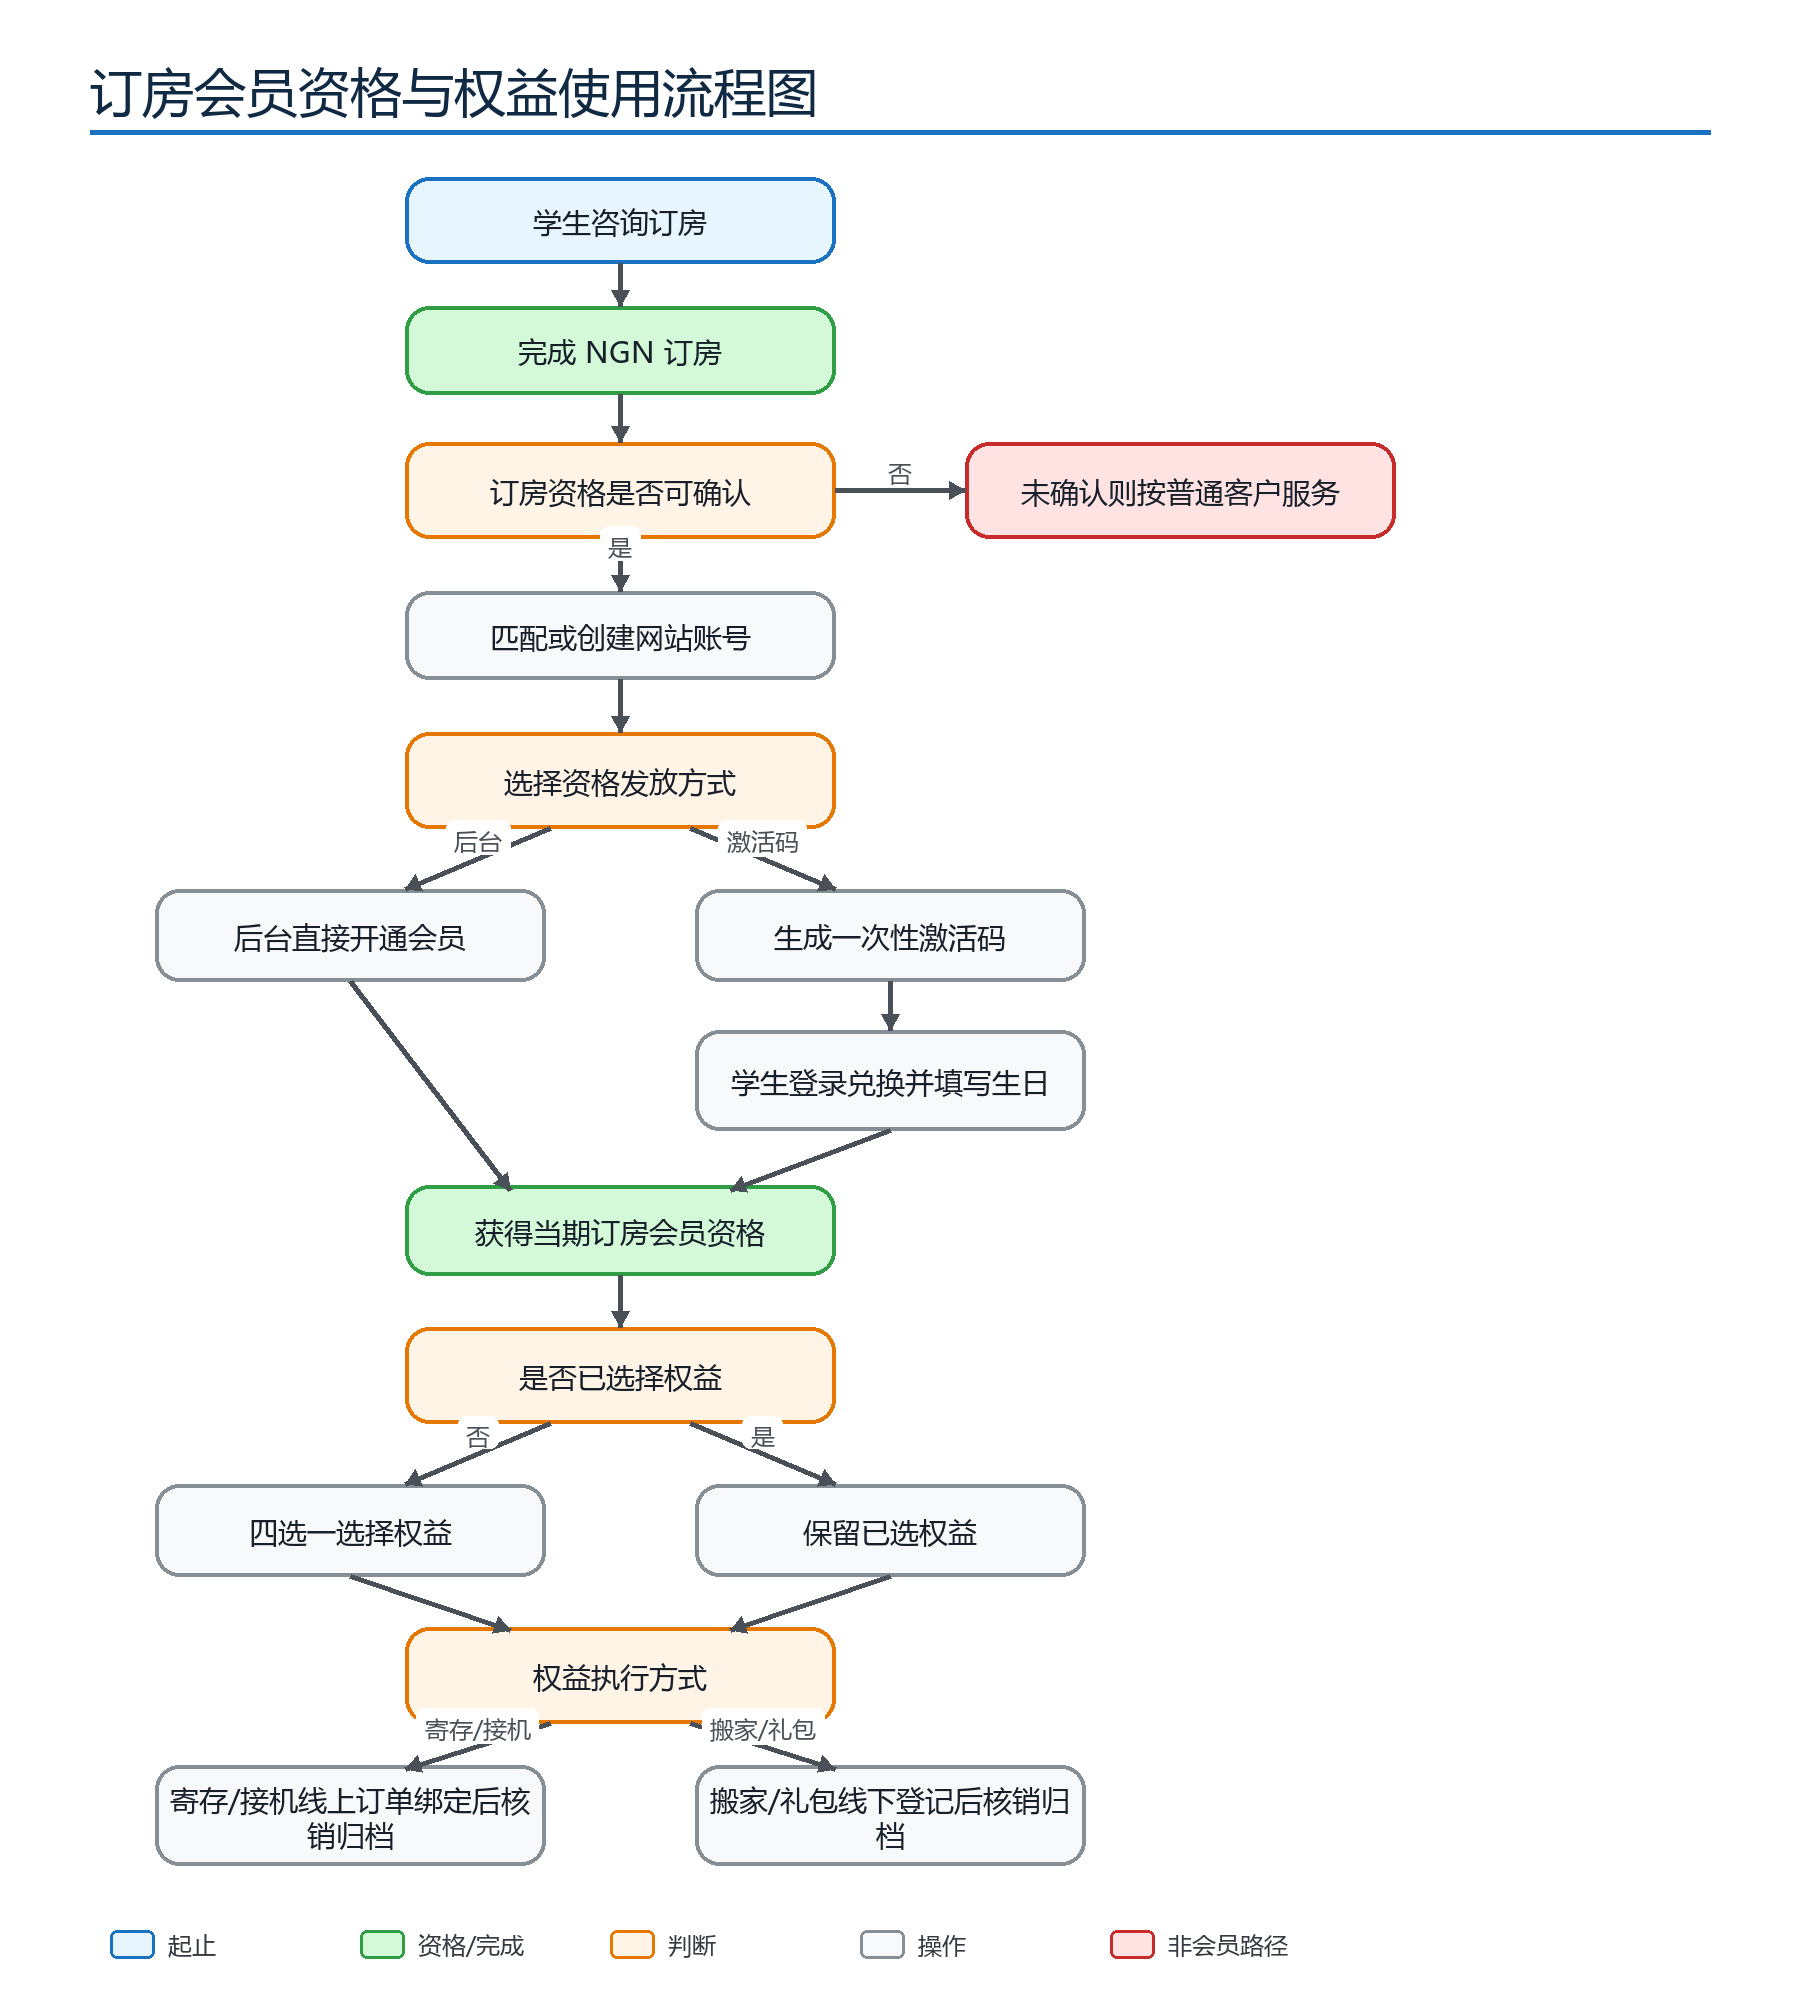 订房会员资格与权益使用流程图
学生咨询订房
完成 NGN 订房
订房资格是否可确认
否
未确认则按普通客户服务
是
匹配或创建网站账号
选择资格发放方式
后台
激活码
后台直接开通会员
生成一次性激活码
学生登录兑换并填写生日
获得当期订房会员资格
是否已选择权益
否
是
四选一选择权益
保留已选权益
权益执行方式
寄存/接机
搬家/礼包
寄存/接机线上订单绑定后核
销归档
搬家/礼包线下登记后核销归
档
起止
资格/完成
判断
操作
非会员路径